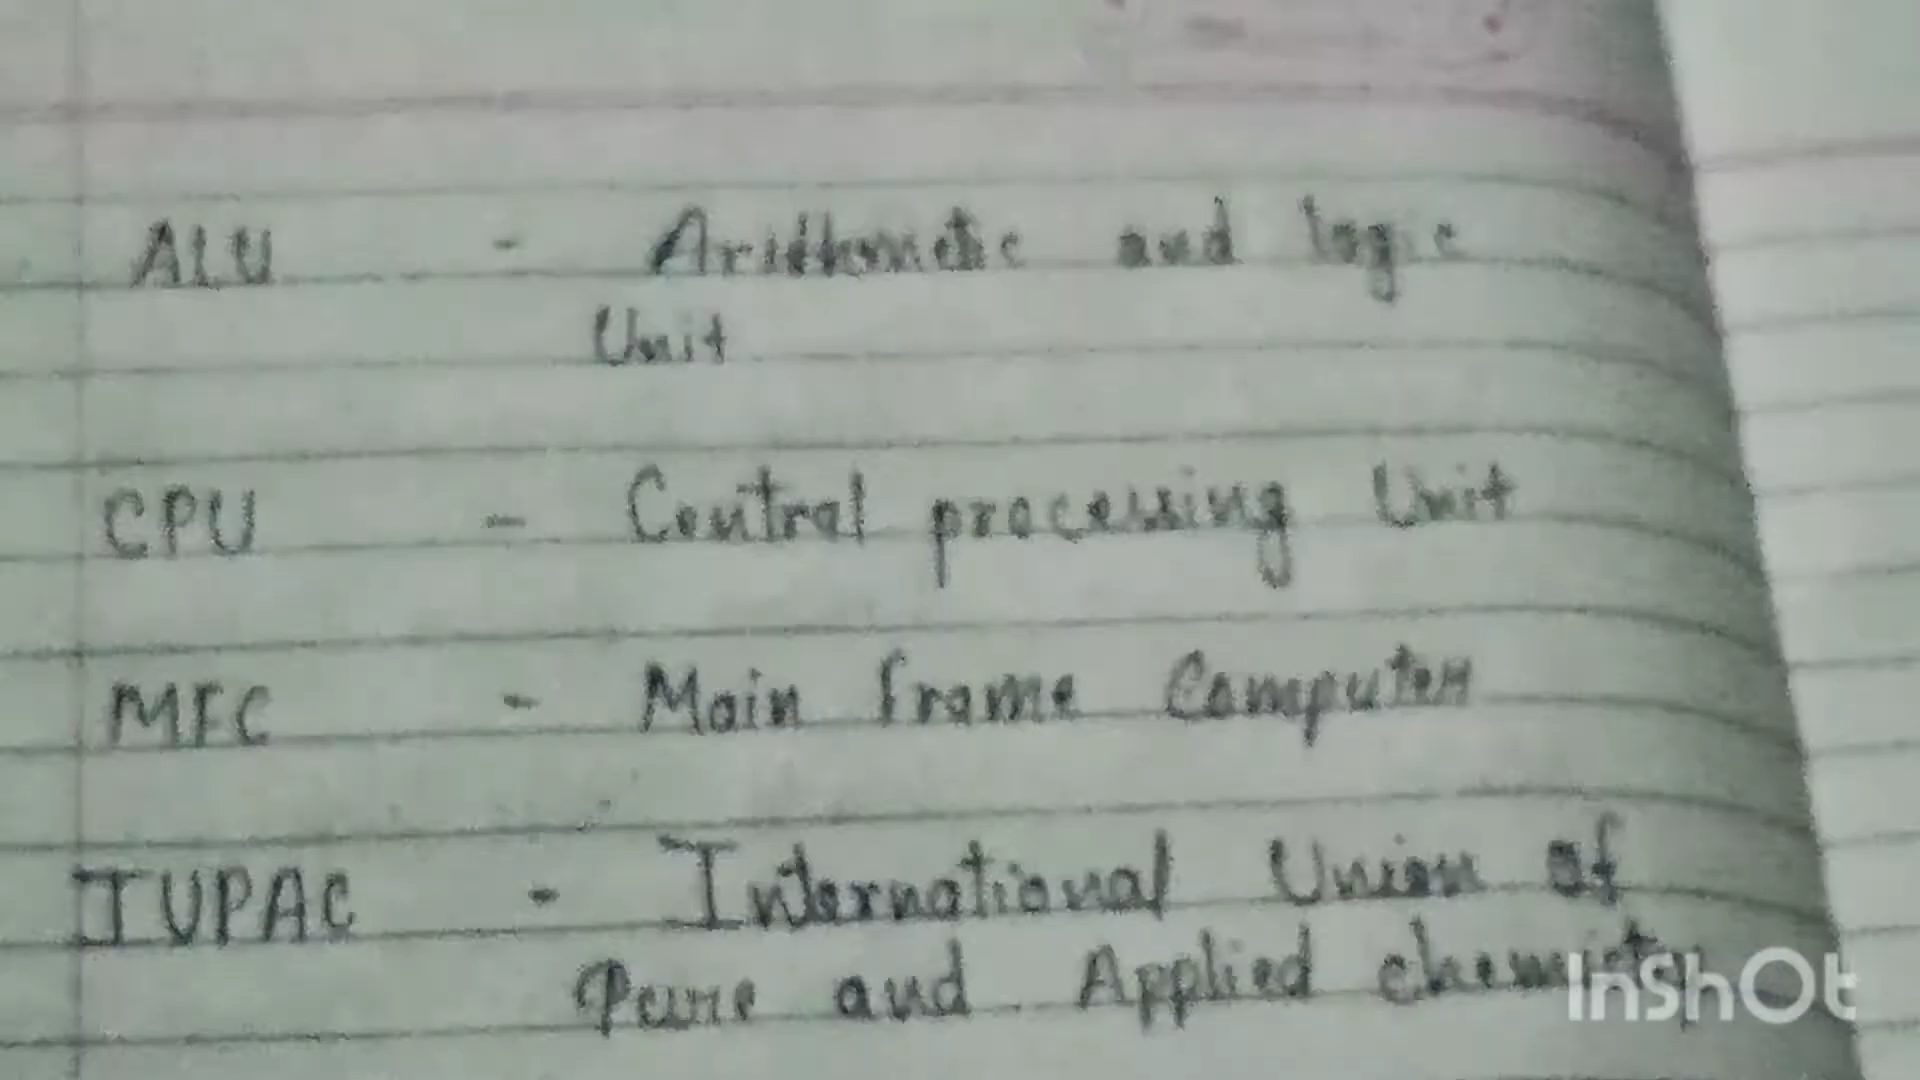 ALU - Arithmetic and logic
Unit
CPU - Central processing Unit
MFC - Main frame Computer
IUPAC - International Union of
Pure and Applied chemistry
InShOt